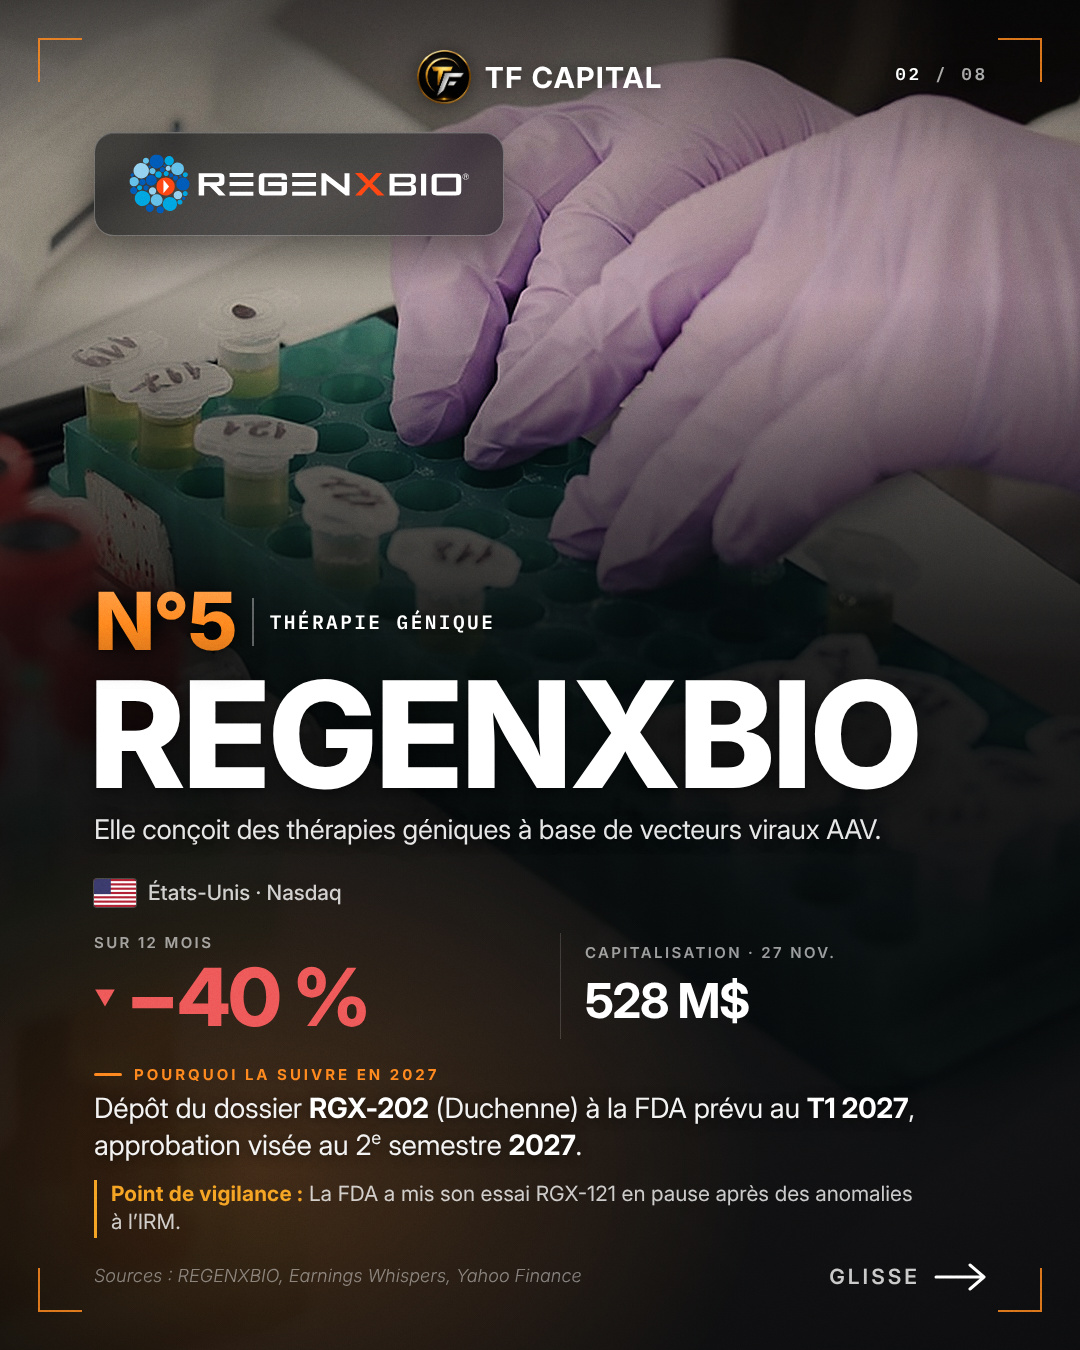 TF CAPITAL
02 / 08
REGENXBIO®
N°5
THÉRAPIE GÉNIQUE
REGENXBIO
Elle conçoit des thérapies géniques à base de vecteurs viraux AAV.
États-Unis · Nasdaq
SUR 12 MOIS
▼ –40 %
CAPITALISATION · 27 NOV.
528 M$
POURQUOI LA SUIVRE EN 2027
Dépôt du dossier RGX-202 (Duchenne) à la FDA prévu au T1 2027,
approbation visée au 2e semestre 2027.
Point de vigilance : La FDA a mis son essai RGX-121 en pause après des anomalies
à l’IRM.
Sources : REGENXBIO, Earnings Whispers, Yahoo Finance
GLISSE